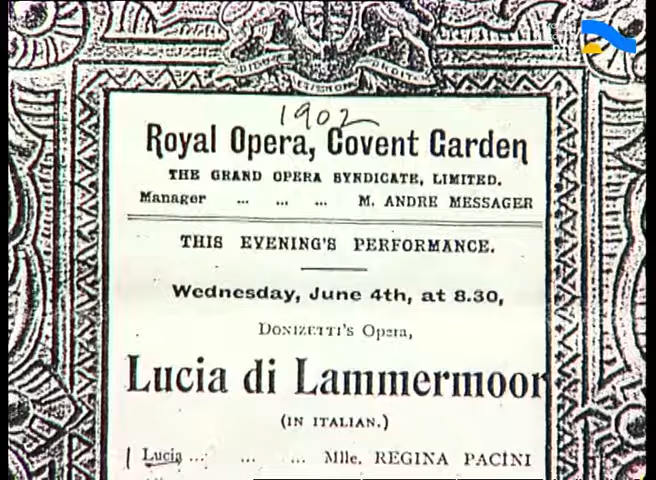 1902
Royal Opera, Covent Garden
THE GRAND OPERA SYNDICATE, LIMITED.
Manager ... ... ... M. ANDRE MESSAGER
THIS EVENING'S PERFORMANCE.
Wednesday, June 4th, at 8.30,
DONIZETTI'S Opera,
Lucia di Lammermoor
(IN ITALIAN.)
Lucia ... ... ... Mlle. REGINA PACINI